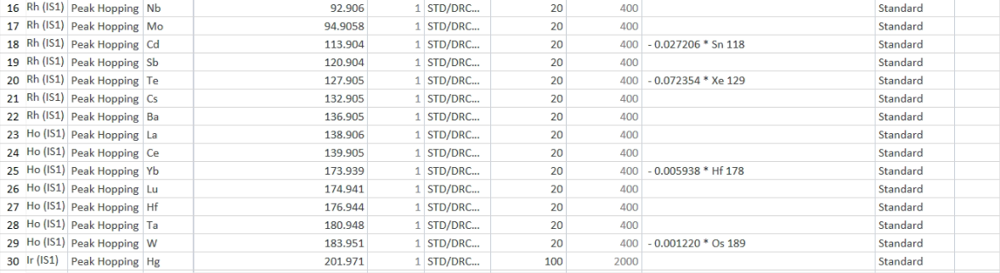 16 Rh (IS1) Peak Hopping Nb 92.906 1 STD/DRC... 20 400 Standard
17 Rh (IS1) Peak Hopping Mo 94.9058 1 STD/DRC... 20 400 Standard
18 Rh (IS1) Peak Hopping Cd 113.904 1 STD/DRC... 20 400 - 0.027206 * Sn 118 Standard
19 Rh (IS1) Peak Hopping Sb 120.904 1 STD/DRC... 20 400 Standard
20 Rh (IS1) Peak Hopping Te 127.905 1 STD/DRC... 20 400 - 0.072354 * Xe 129 Standard
21 Rh (IS1) Peak Hopping Cs 132.905 1 STD/DRC... 20 400 Standard
22 Rh (IS1) Peak Hopping Ba 136.905 1 STD/DRC... 20 400 Standard
23 Ho (IS1) Peak Hopping La 138.906 1 STD/DRC... 20 400 Standard
24 Ho (IS1) Peak Hopping Ce 139.905 1 STD/DRC... 20 400 Standard
25 Ho (IS1) Peak Hopping Yb 173.939 1 STD/DRC... 20 400 - 0.005938 * Hf 178 Standard
26 Ho (IS1) Peak Hopping Lu 174.941 1 STD/DRC... 20 400 Standard
27 Ho (IS1) Peak Hopping Hf 176.944 1 STD/DRC... 20 400 Standard
28 Ho (IS1) Peak Hopping Ta 180.948 1 STD/DRC... 20 400 Standard
29 Ho (IS1) Peak Hopping W 183.951 1 STD/DRC... 20 400 - 0.001220 * Os 189 Standard
30 Ir (IS1) Peak Hopping Hg 201.971 1 STD/DRC... 100 2000 Standard